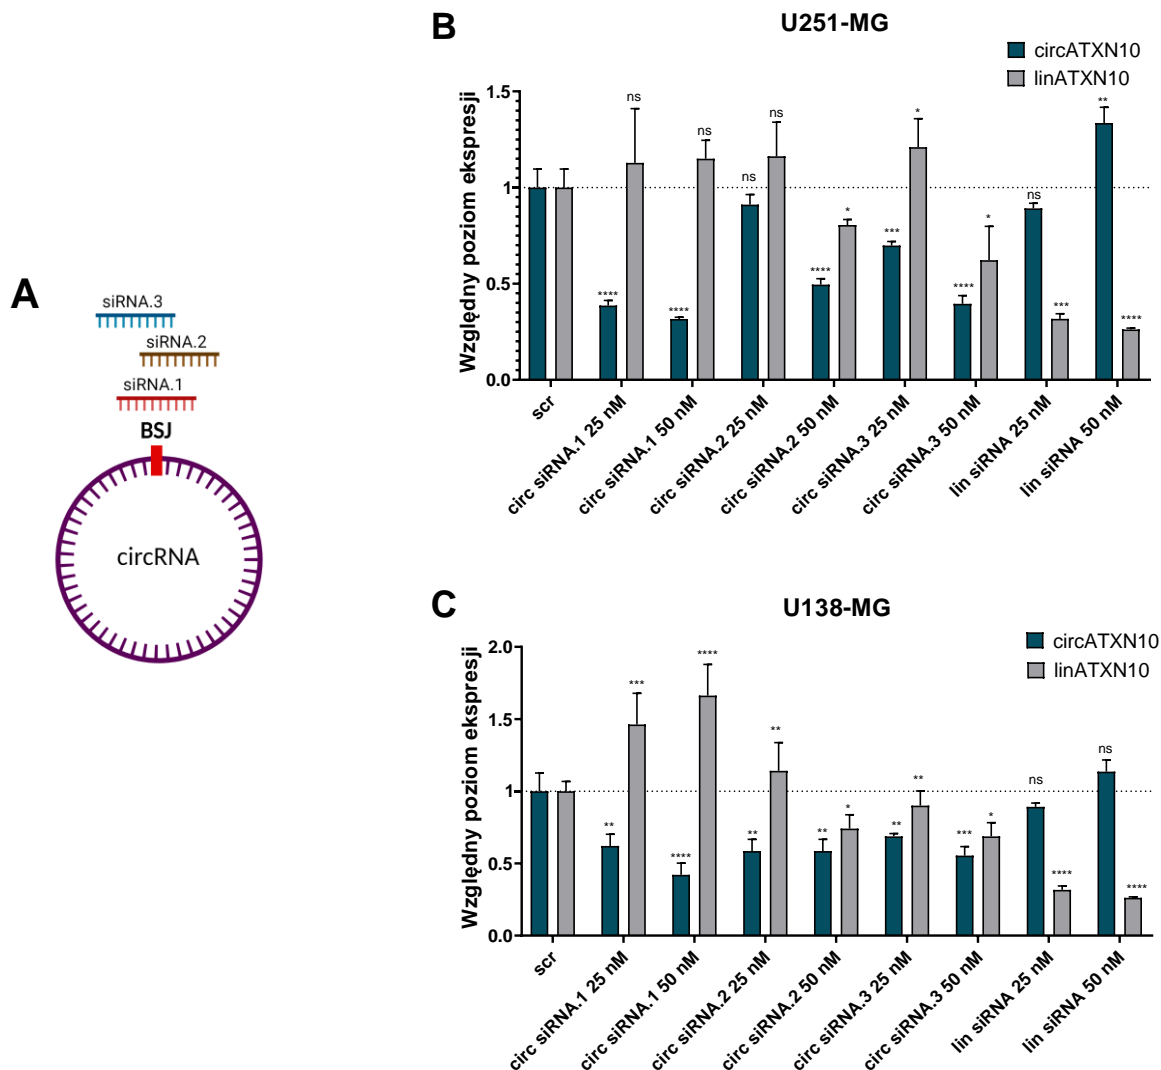 A
siRNA.3
siRNA.2
siRNA.1
BSJ
circRNA
B
U251-MG
circATXN10
linATXN10
Względny poziom ekspresji
1.5
1
0.5
0.0
ns
ns
ns
*
**
ns
ns
****
****
****
*
***
****
*
***
****
scr
circ siRNA.1 25 nM
circ siRNA.1 50 nM
circ siRNA.2 25 nM
circ siRNA.2 50 nM
circ siRNA.3 25 nM
circ siRNA.3 50 nM
lin siRNA 25 nM
lin siRNA 50 nM
C
U138-MG
circATXN10
linATXN10
Względny poziom ekspresji
2.0
1.5
1
0.5
0.0
**
***
****
****
**
**
**
*
**
**
***
*
ns
****
ns
****
scr
circ siRNA.1 25 nM
circ siRNA.1 50 nM
circ siRNA.2 25 nM
circ siRNA.2 50 nM
circ siRNA.3 25 nM
circ siRNA.3 50 nM
lin siRNA 25 nM
lin siRNA 50 nM